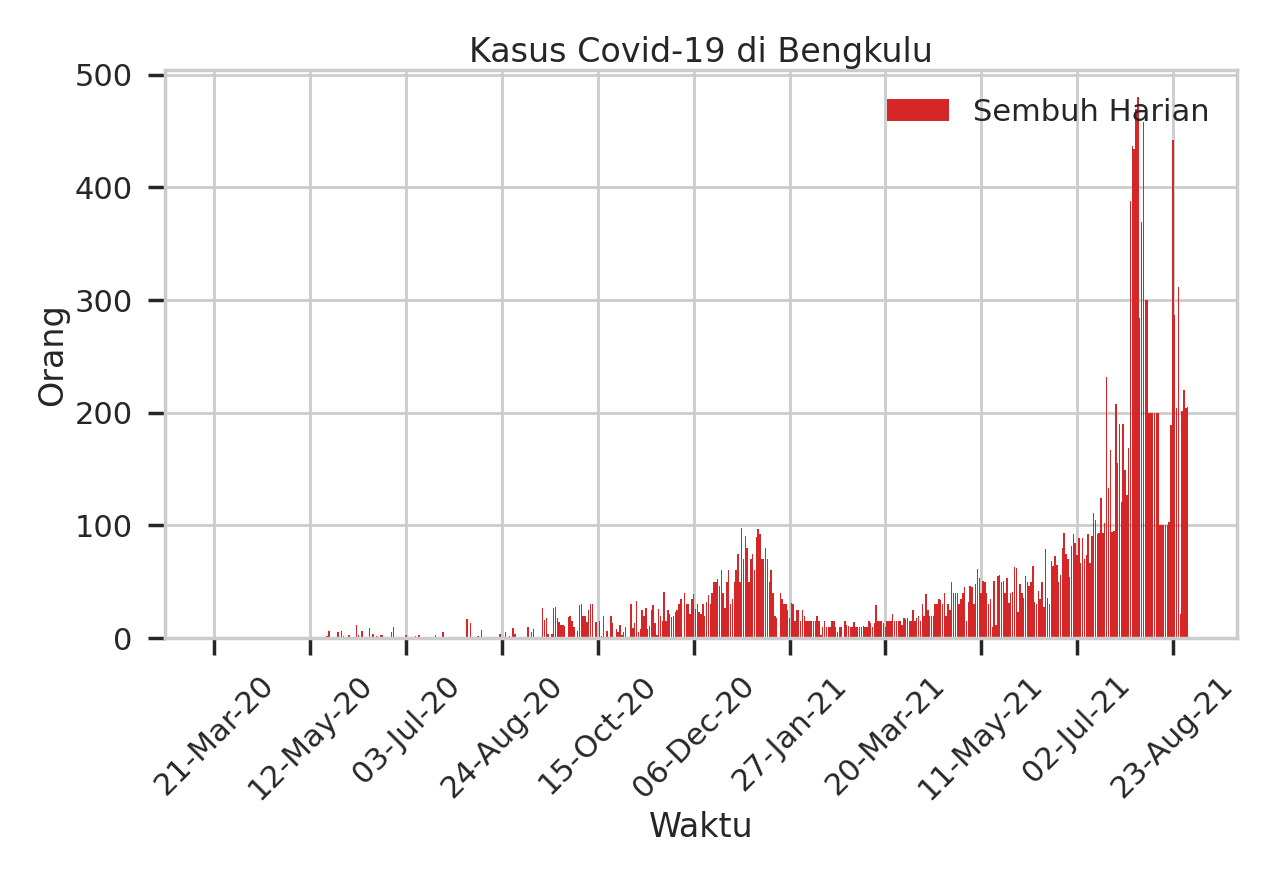 Kasus Covid-19 di Bengkulu
Sembuh Harian
Orang
500
400
300
200
100
0
21-Mar-20
12-May-20
03-Jul-20
24-Aug-20
15-Oct-20
06-Dec-20
27-Jan-21
20-Mar-21
11-May-21
02-Jul-21
23-Aug-21
Waktu